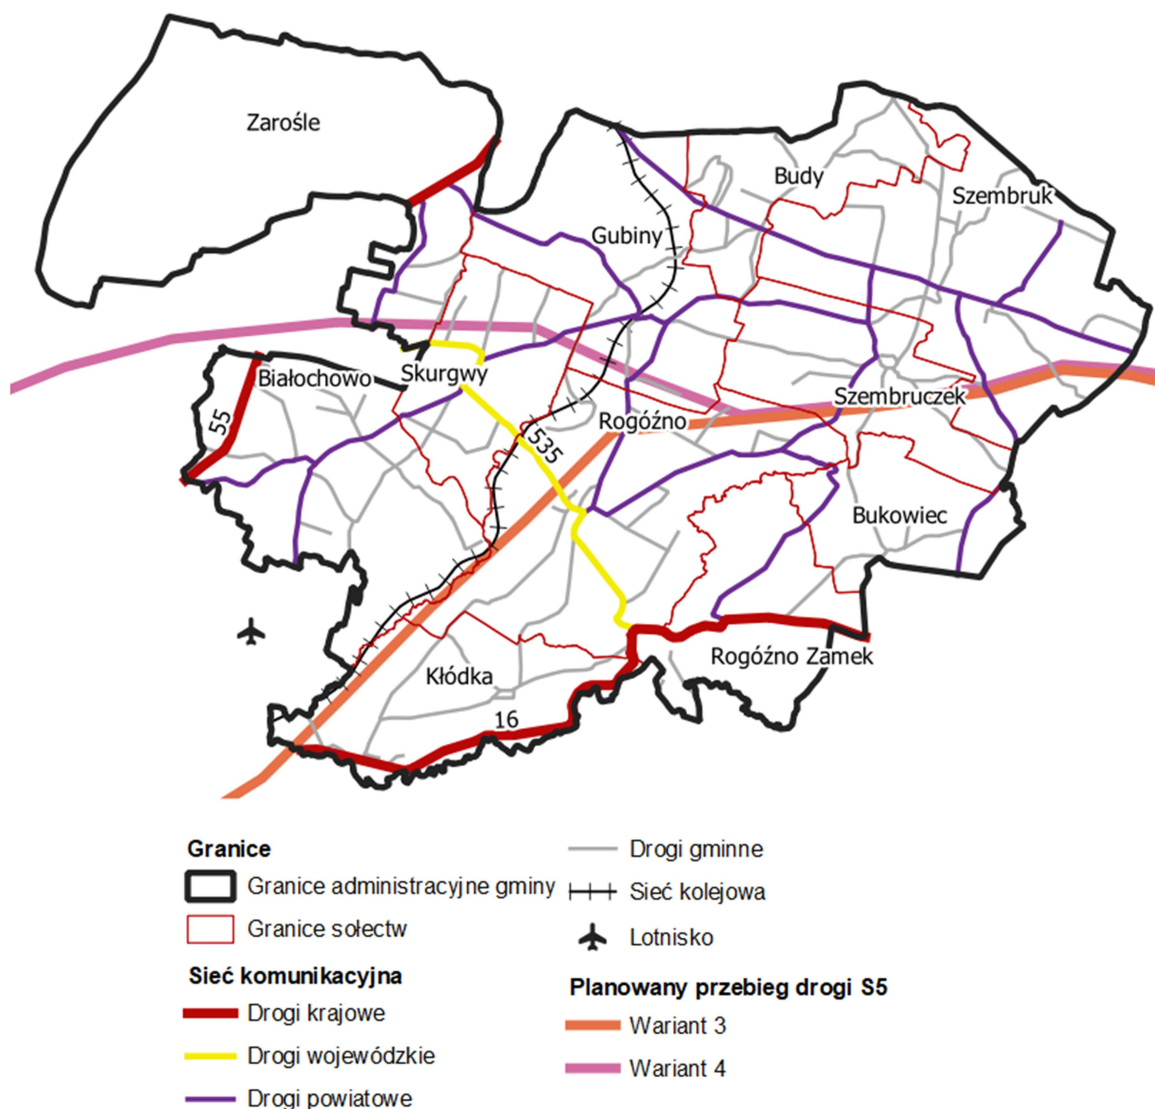 Zarośle
Budy
Szembruk
Gubiny
Białochowo
Skurgwy
55
Szembruczek
Rogóźno
535
Bukowiec
Rogóźno Zamek
Kłódka
16
Granice
Granice administracyjne gminy
Granice sołectw
Sieć komunikacyjna
Drogi krajowe
Drogi wojewódzkie
Drogi powiatowe
Drogi gminne
Sieć kolejowa
Lotnisko
Planowany przebieg drogi S5
Wariant 3
Wariant 4